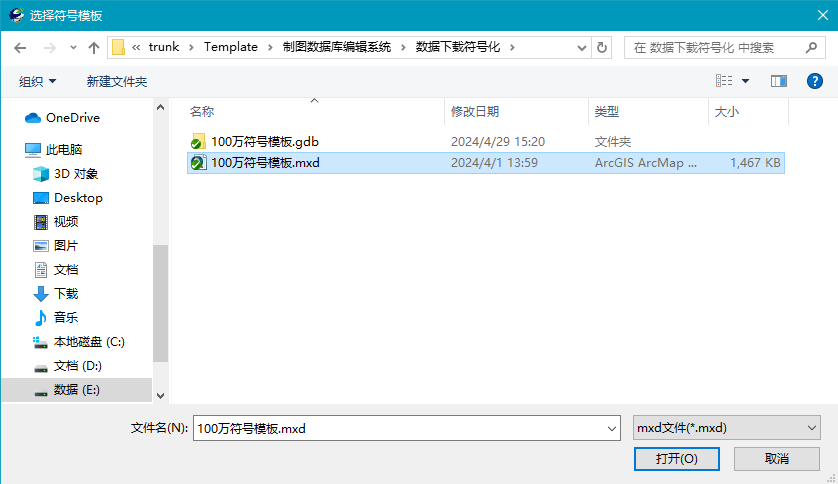 选择符号模板
« trunk › Template › 制图数据库编辑系统 › 数据下载符号化 ›
在 数据下载符号化 中搜索
组织 新建文件夹
名称 修改日期 类型 大小
100万符号模板.gdb 2024/4/29 15:20 文件夹
100万符号模板.mxd 2024/4/1 13:59 ArcGIS ArcMap ... 1,467 KB
OneDrive
此电脑
3D 对象
Desktop
视频
图片
文档
下载
音乐
本地磁盘 (C:)
文档 (D:)
数据 (E:)
文件名(N): 100万符号模板.mxd mxd文件(*.mxd)
打开(O) 取消